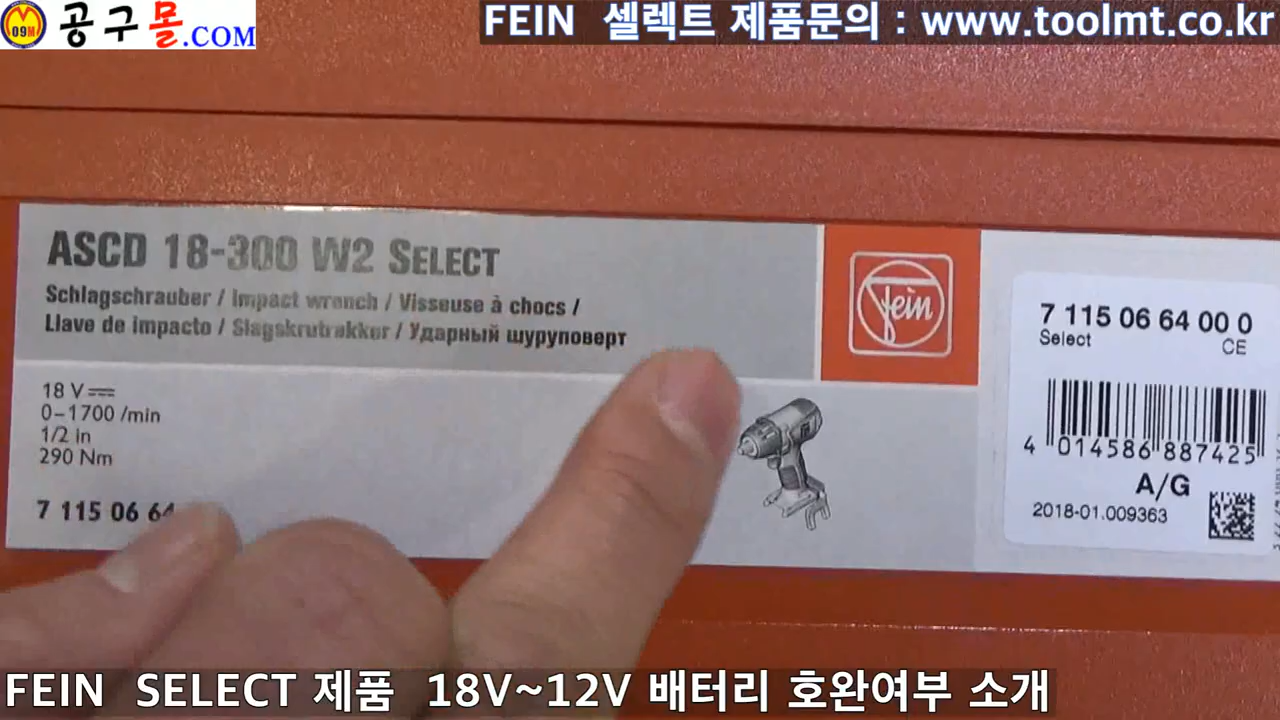 09M 공구몰.COM
FEIN 셀렉트 제품문의 : www.toolmt.co.kr
ASCD 18-300 W2 SELECT
Schlagschrauber / Impact wrench / Visseuse à chocs /
Llave de impacto / Slagskrutrekker / Ударный шуруповерт
18 V
0–1700 /min
1/2 in
290 Nm
7 115 06 64
Fein
7 115 06 64 00 0
Select
CE
4 014586 887425
A/G
2018-01.009363
FEIN SELECT 제품 18V~12V 배터리 호완여부 소개